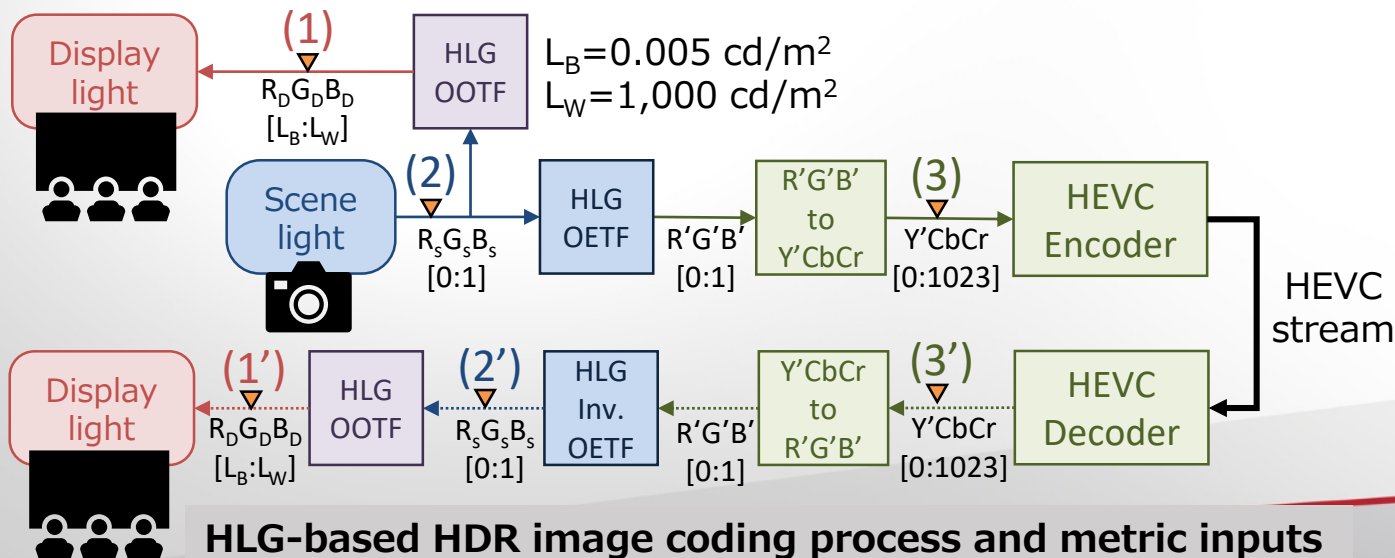 Display
light
(1)
R_DG_DB_D
[L_B:L_W]
HLG
OOTF
L_B=0.005 cd/m²
L_W=1,000 cd/m²
Scene
light
(2)
R_sG_sB_s
[0:1]
HLG
OETF
R'G'B'
[0:1]
R'G'B'
to
Y'CbCr
(3)
Y'CbCr
[0:1023]
HEVC
Encoder
HEVC
stream
Display
light
(1')
R_DG_DB_D
[L_B:L_W]
HLG
OOTF
(2')
R_sG_sB_s
[0:1]
HLG
Inv.
OETF
R'G'B'
[0:1]
Y'CbCr
to
R'G'B'
(3')
Y'CbCr
[0:1023]
HEVC
Decoder
HLG-based HDR image coding process and metric inputs